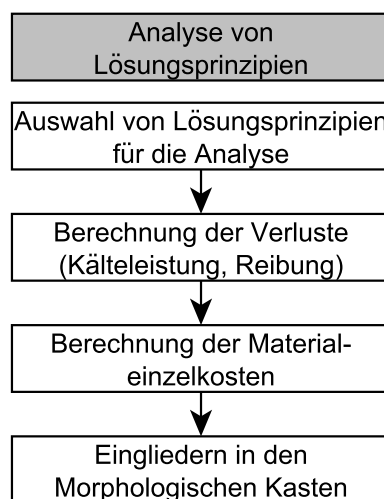 Analyse von
Lösungsprinzipien
Auswahl von Lösungsprinzipien
für die Analyse
Berechnung der Verluste
(Kälteleistung, Reibung)
Berechnung der Material-
einzelkosten
Eingliedern in den
Morphologischen Kasten